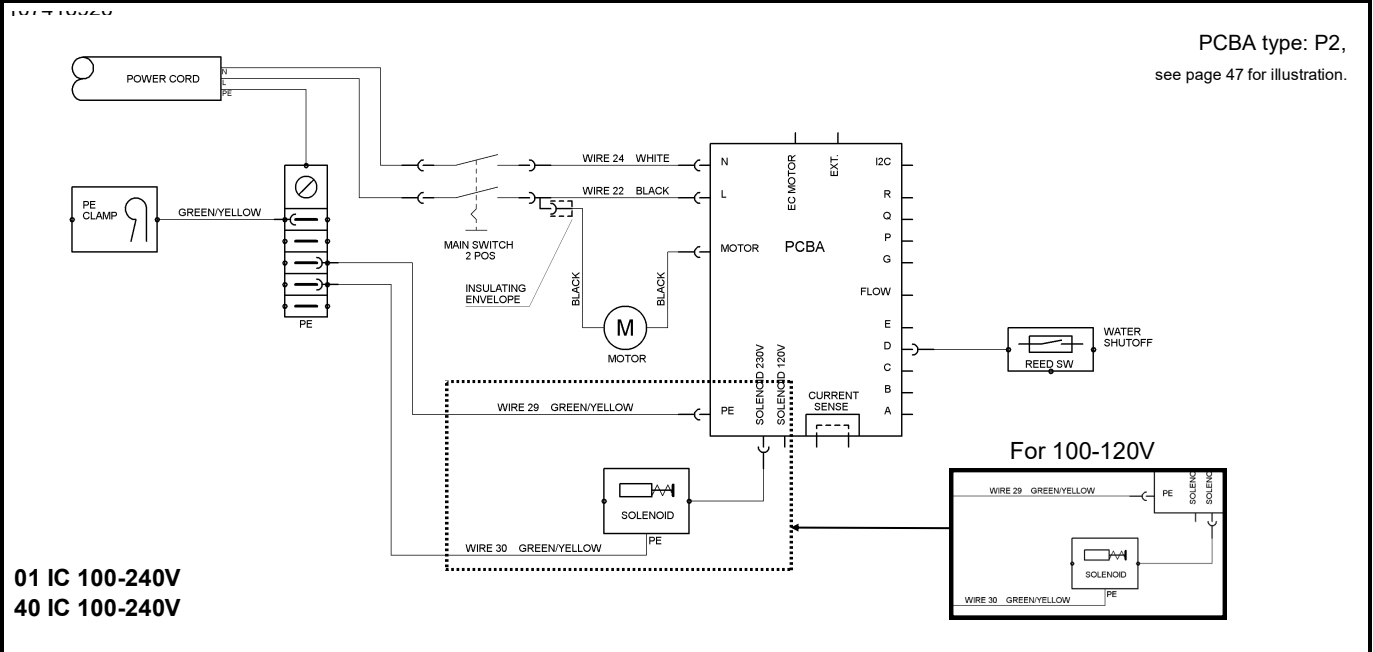 PCBA type: P2,
see page 47 for illustration.
POWER CORD
N
L
PE
PE
CLAMP
GREEN/YELLOW
PE
WIRE 24 WHITE
WIRE 22 BLACK
MAIN SWITCH
2 POS
INSULATING
ENVELOPE
BLACK
BLACK
M
MOTOR
N
L
MOTOR
PCBA
EC MOTOR
EXT.
I2C
R
Q
P
G
FLOW
E
D
C
B
A
PE
SOLENOID 230V
SOLENOID 120V
CURRENT
SENSE
WATER
SHUTOFF
REED SW
WIRE 29 GREEN/YELLOW
SOLENOID
PE
WIRE 30 GREEN/YELLOW
For 100-120V
WIRE 29 GREEN/YELLOW
PE
SOLENOID
PE
WIRE 30 GREEN/YELLOW
01 IC 100-240V
40 IC 100-240V